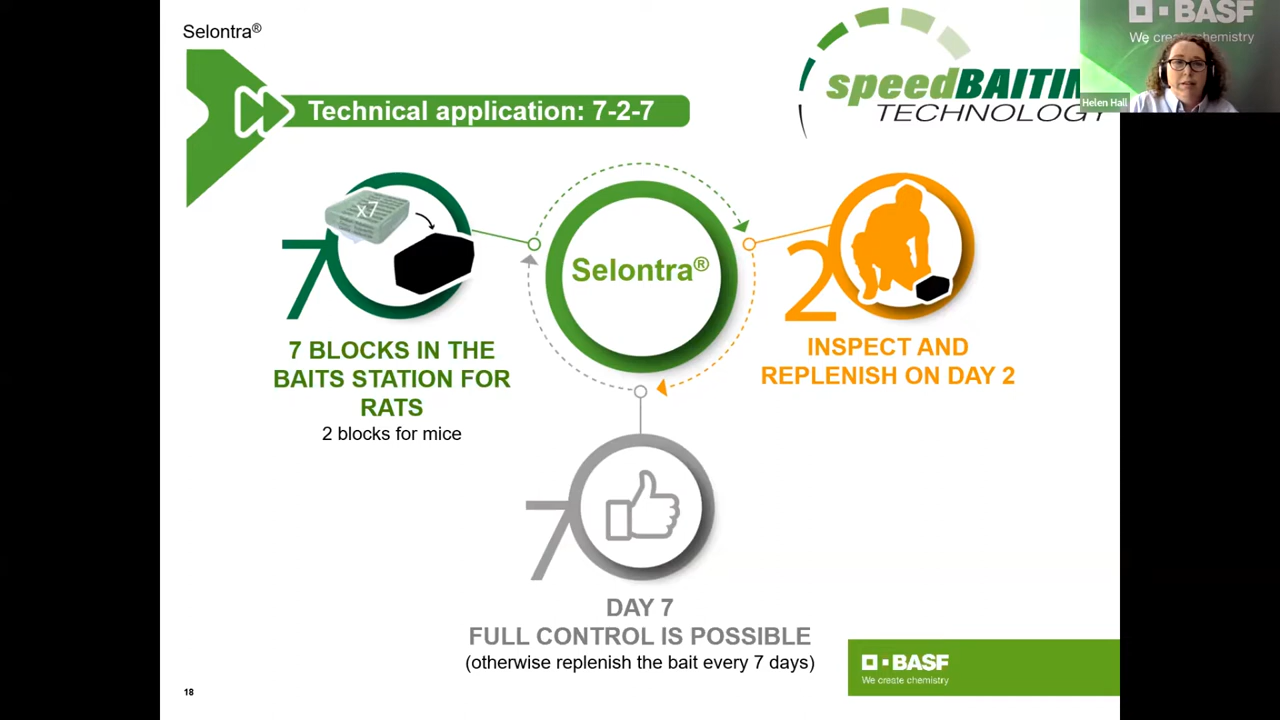 Selontra®
Technical application: 7-2-7
speedBAITIN
TECHNOLOGY
BASF
We create chemistry
Helen Hall
x7
7
7 BLOCKS IN THE
BAITS STATION FOR
RATS
2 blocks for mice
Selontra®
2
INSPECT AND
REPLENISH ON DAY 2
7
DAY 7
FULL CONTROL IS POSSIBLE
(otherwise replenish the bait every 7 days)
BASF
We create chemistry
18